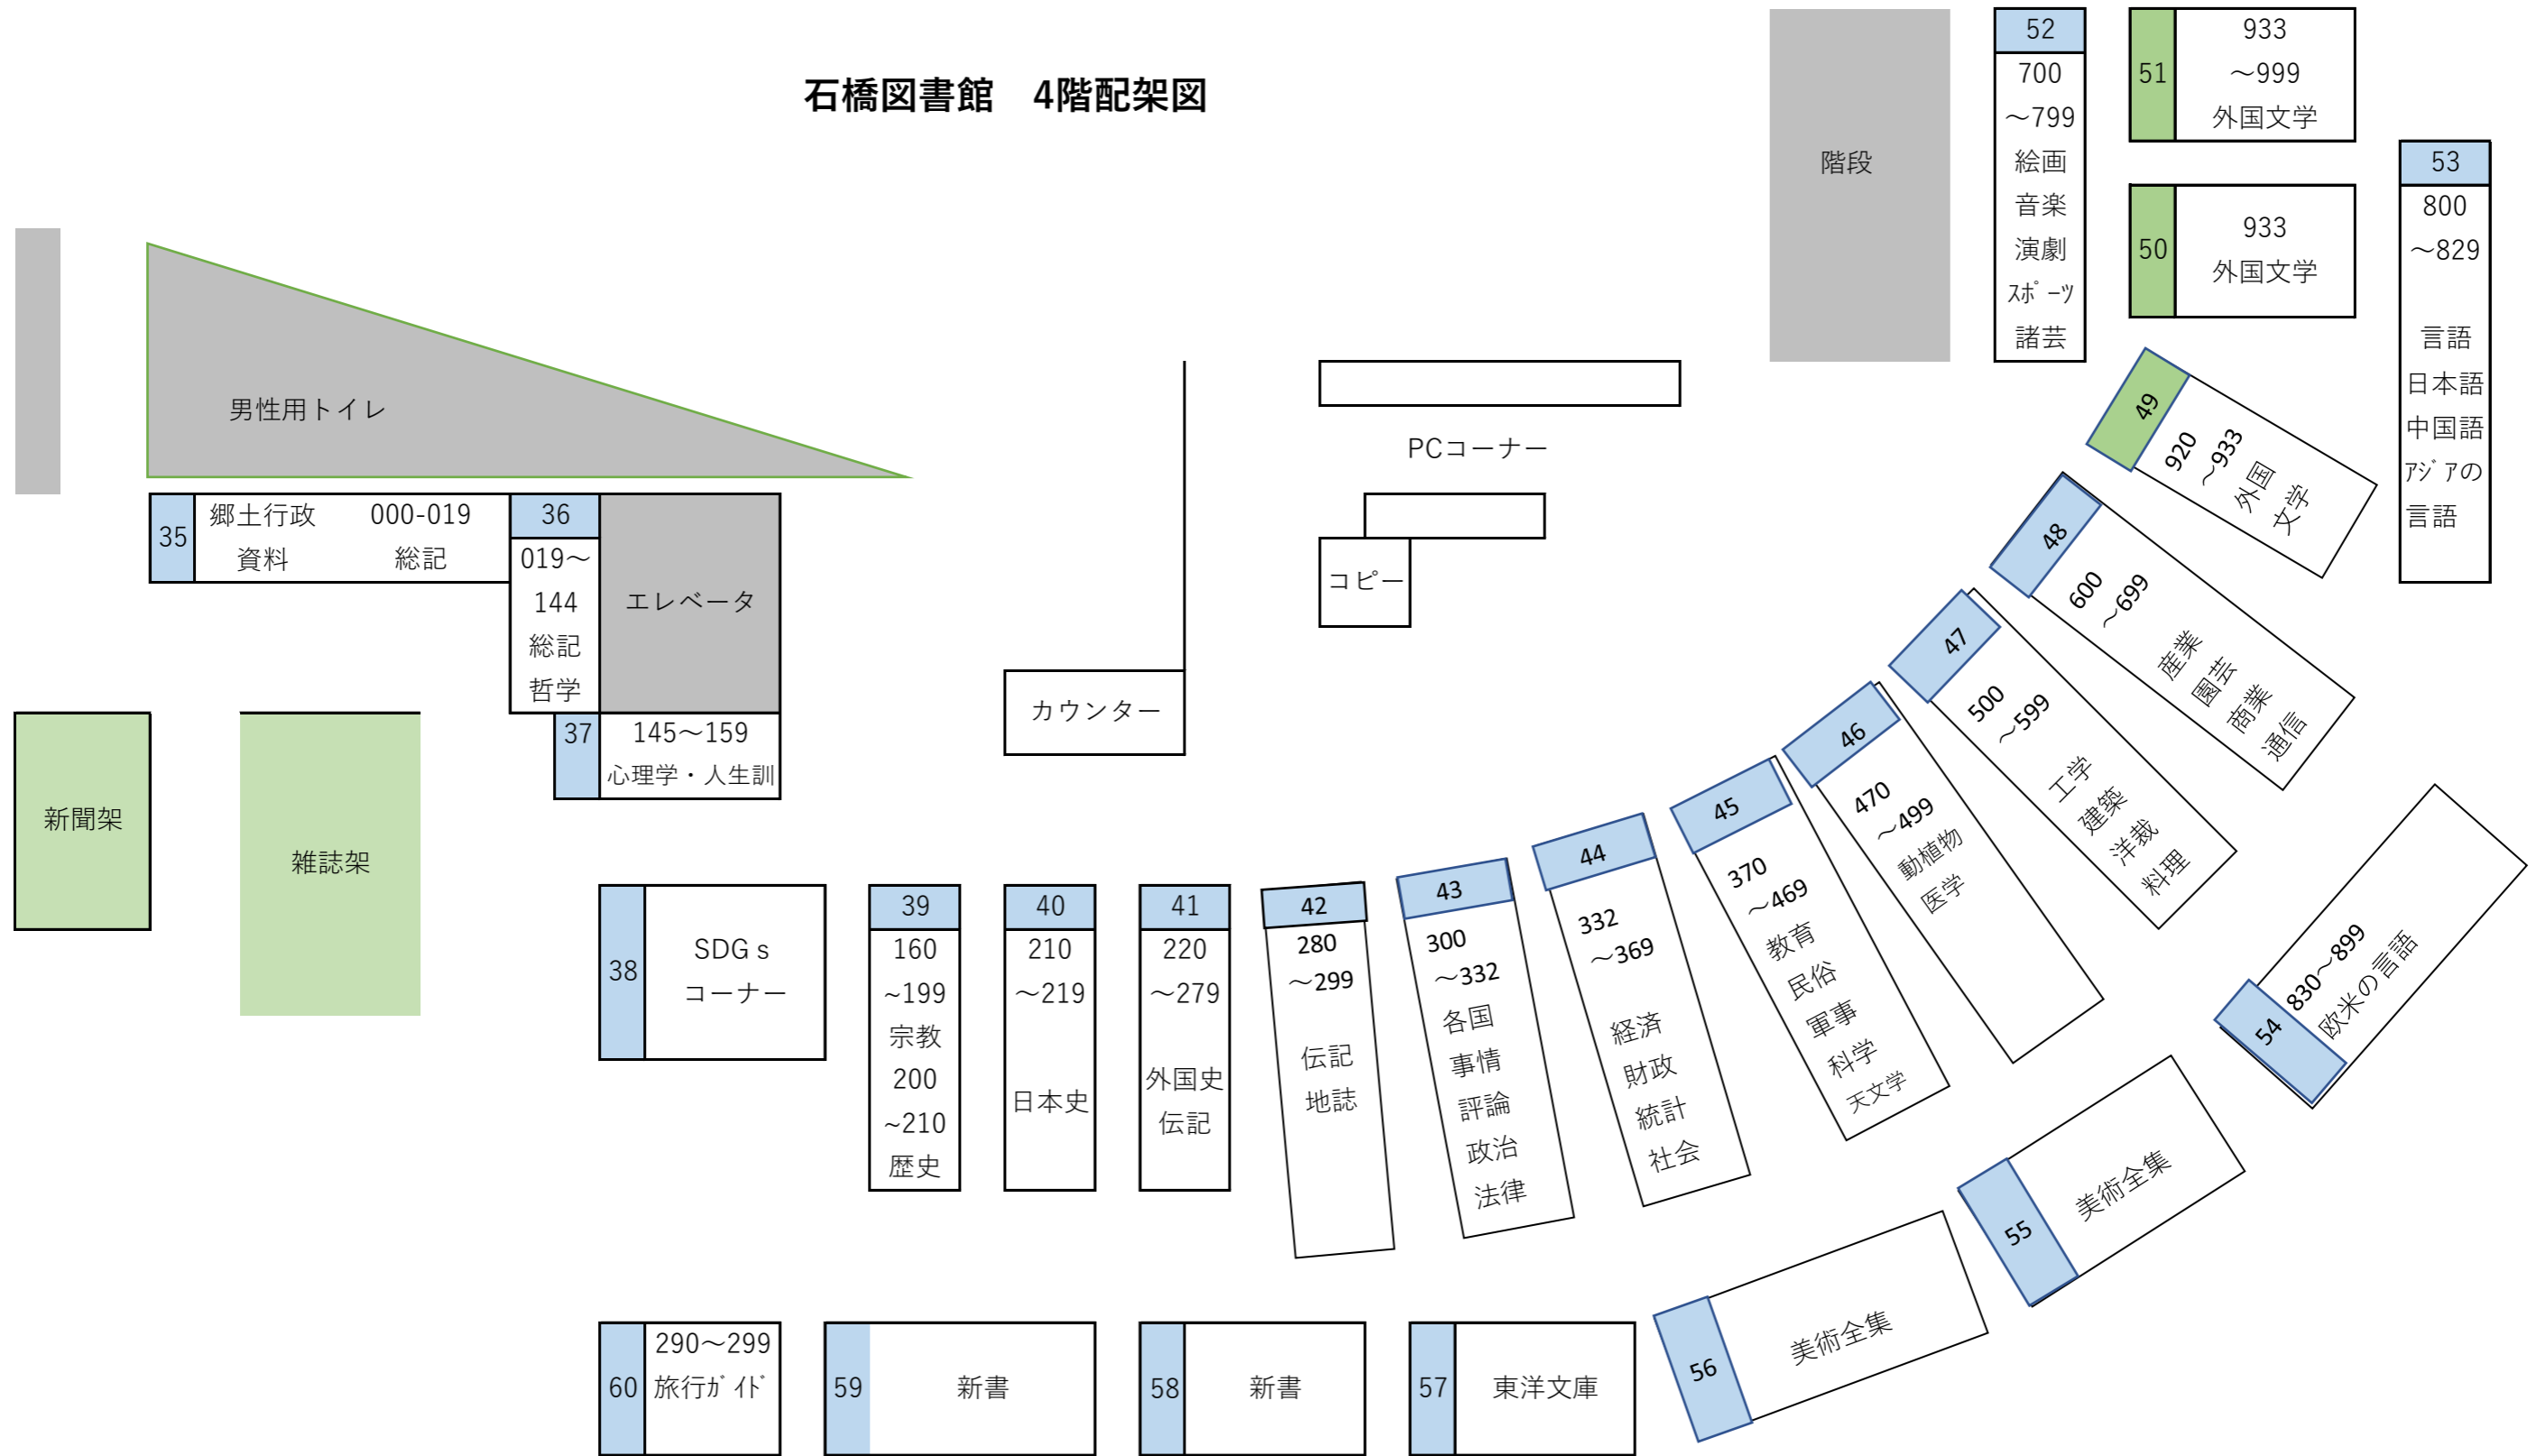 石橋図書館　4階配架図
階段
52
700
～799
絵画
音楽
演劇
ｽﾎﾟｰﾂ
諸芸
51
933
～999
外国文学
50
933
外国文学
53
800
～829
言語
日本語
中国語
ｱｼﾞｱの
言語
49
920
～933
外国
文学
男性用トイレ
PCコーナー
コピー
35
郷土行政
資料
000-019
総記
36
019～
144
総記
哲学
エレベータ
37
145～159
心理学・人生訓
カウンター
新聞架
雑誌架
48
600
～699
産業
園芸
商業
通信
47
500
～599
工学
建築
洋裁
料理
46
470
～499
動植物
医学
45
370
～469
教育
民俗
軍事
科学
天文学
44
332
～369
経済
財政
統計
社会
43
300
～332
各国
事情
評論
政治
法律
42
280
～299
伝記
地誌
41
220
～279
外国史
伝記
40
210
～219
日本史
39
160
~199
宗教
200
~210
歴史
38
SDGｓ
コーナー
54
830～899
欧米の言語
55
美術全集
56
美術全集
57
東洋文庫
58
新書
59
新書
60
290～299
旅行ｶﾞｲﾄﾞ